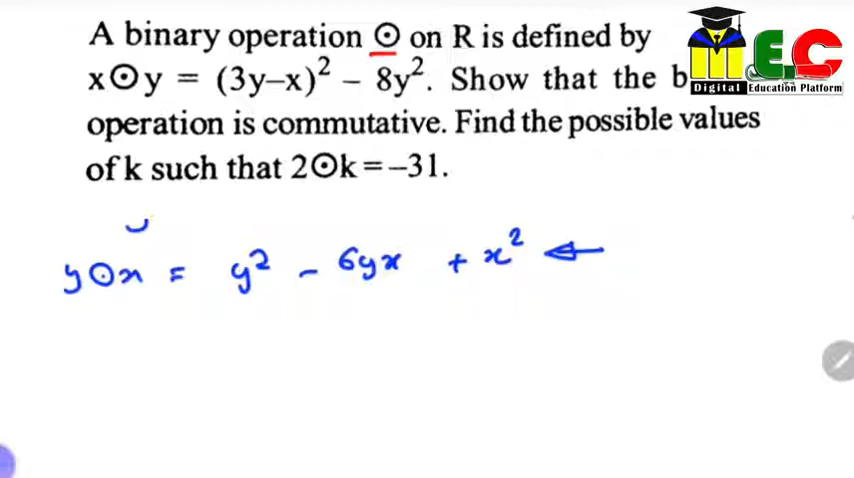 A binary operation ⊙ on R is defined by
x⊙y = (3y–x)² – 8y². Show that the b
operation is commutative. Find the possible values
of k such that 2⊙k = –31.
M.E.C
Digital Education Platform
y⊙x = y² - 6yx + x² ⇐